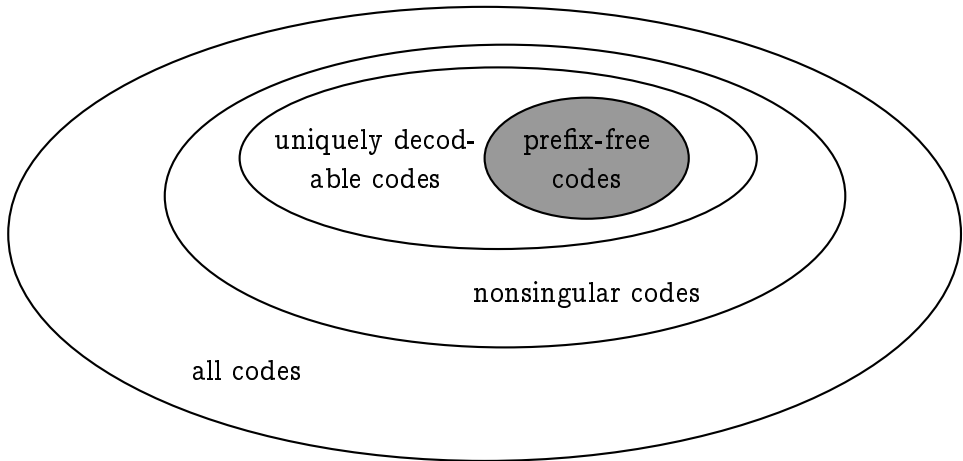 uniquely decod-
able codes
prefix-free
codes
nonsingular codes
all codes